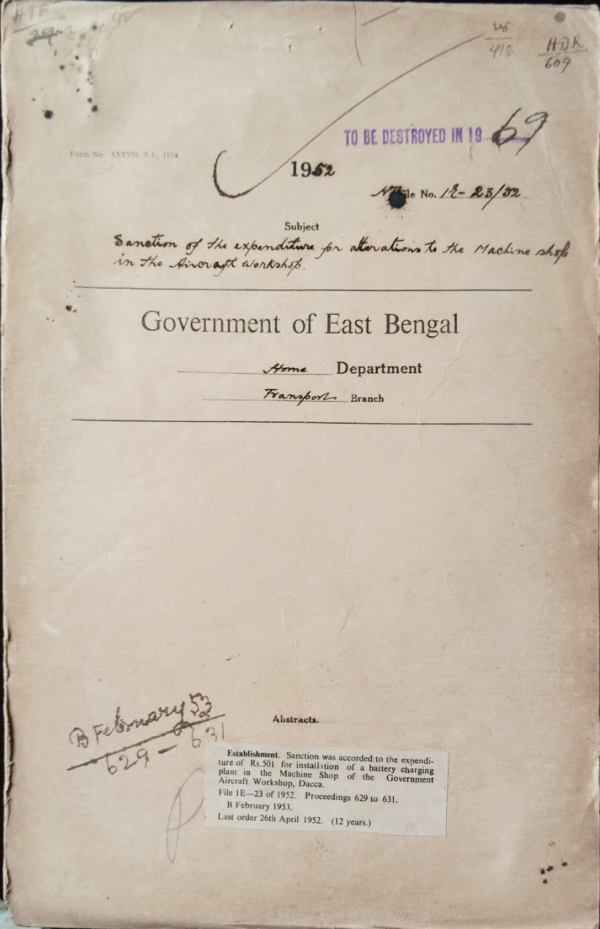 418
H.D.R
609
TO BE DESTROYED IN 1969
Form No. XXXVIII.
1952
File No. 1E-23/52
Subject
Sanction of the expenditure for alterations to the Machine shop
in the Aircraft workshop.
Government of East Bengal
Home Department
Transport Branch
B February 53
629 - 631
Abstracts.
Establishment. Sanction was accorded to the expendi-
ture of Rs.501 for installation of a battery charging
plant in the Machine Shop of the Government
Aircraft Workshop, Dacca.
File 1E—23 of 1952. Proceedings 629 to 631.
B February 1953.
Last order 26th April 1952. (12 years.)